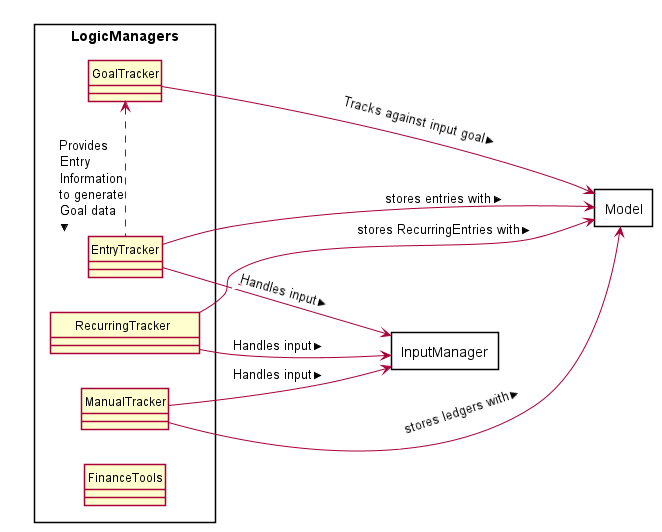 LogicManagers
GoalTracker
Tracks against input goal
Provides
Entry
Information
to generate
Goal data
stores entries with
Model
stores RecurringEntries with
EntryTracker
Handles input
RecurringTracker
Handles input
InputManager
Handles input
ManualTracker
stores ledgers with
FinanceTools